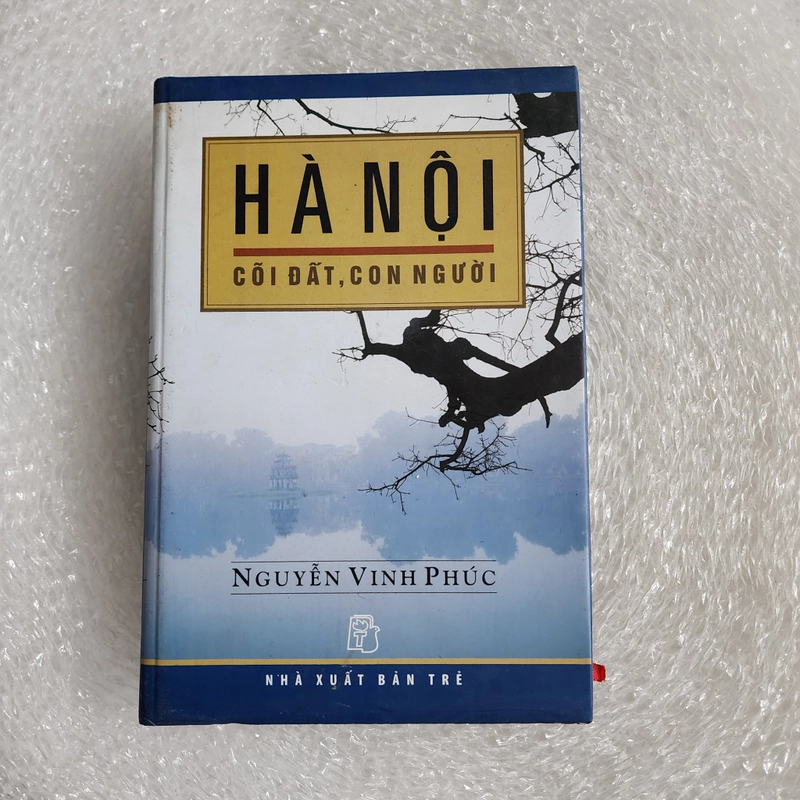 HÀ NỘI
CÕI ĐẤT, CON NGƯỜI
NGUYỄN VINH PHÚC
T
NHÀ XUẤT BẢN TRẺ